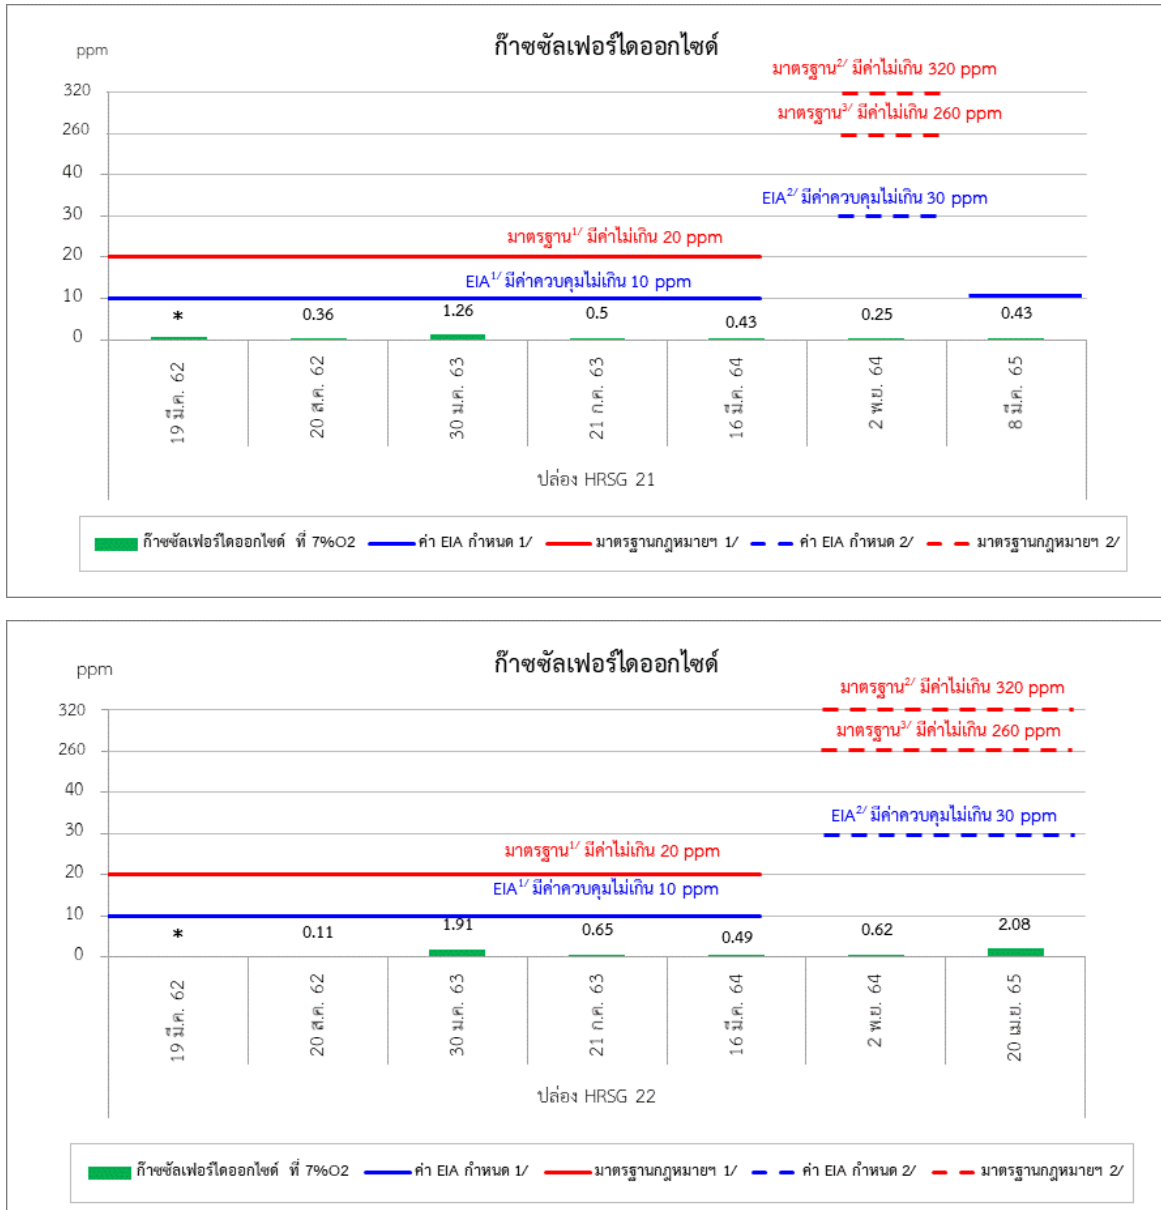 ก๊าซซัลเฟอร์ไดออกไซด์
ppm
มาตรฐาน2/ มีค่าไม่เกิน 320 ppm
320
มาตรฐาน3/ มีค่าไม่เกิน 260 ppm
260
40
EIA2/ มีค่าควบคุมไม่เกิน 30 ppm
30
มาตรฐาน1/ มีค่าไม่เกิน 20 ppm
20
EIA1/ มีค่าควบคุมไม่เกิน 10 ppm
10
* 0.36 1.26 0.5 0.43 0.25 0.43
0
19 มี.ค. 62 20 ส.ค. 62 30 ม.ค. 63 21 ก.ค. 63 16 มี.ค. 64 2 พ.ย. 64 8 มี.ค. 65
ปล่อง HRSG 21
ก๊าซซัลเฟอร์ไดออกไซด์ ที่ 7%O2 ค่า EIA กำหนด 1/ มาตรฐานกฎหมายฯ 1/ ค่า EIA กำหนด 2/ มาตรฐานกฎหมายฯ 2/
ก๊าซซัลเฟอร์ไดออกไซด์
ppm
มาตรฐาน2/ มีค่าไม่เกิน 320 ppm
320
มาตรฐาน3/ มีค่าไม่เกิน 260 ppm
260
40
EIA2/ มีค่าควบคุมไม่เกิน 30 ppm
30
มาตรฐาน1/ มีค่าไม่เกิน 20 ppm
20
EIA1/ มีค่าควบคุมไม่เกิน 10 ppm
10
* 0.11 1.91 0.65 0.49 0.62 2.08
0
19 มี.ค. 62 20 ส.ค. 62 30 ม.ค. 63 21 ก.ค. 63 16 มี.ค. 64 2 พ.ย. 64 20 เม.ย. 65
ปล่อง HRSG 22
ก๊าซซัลเฟอร์ไดออกไซด์ ที่ 7%O2 ค่า EIA กำหนด 1/ มาตรฐานกฎหมายฯ 1/ ค่า EIA กำหนด 2/ มาตรฐานกฎหมายฯ 2/